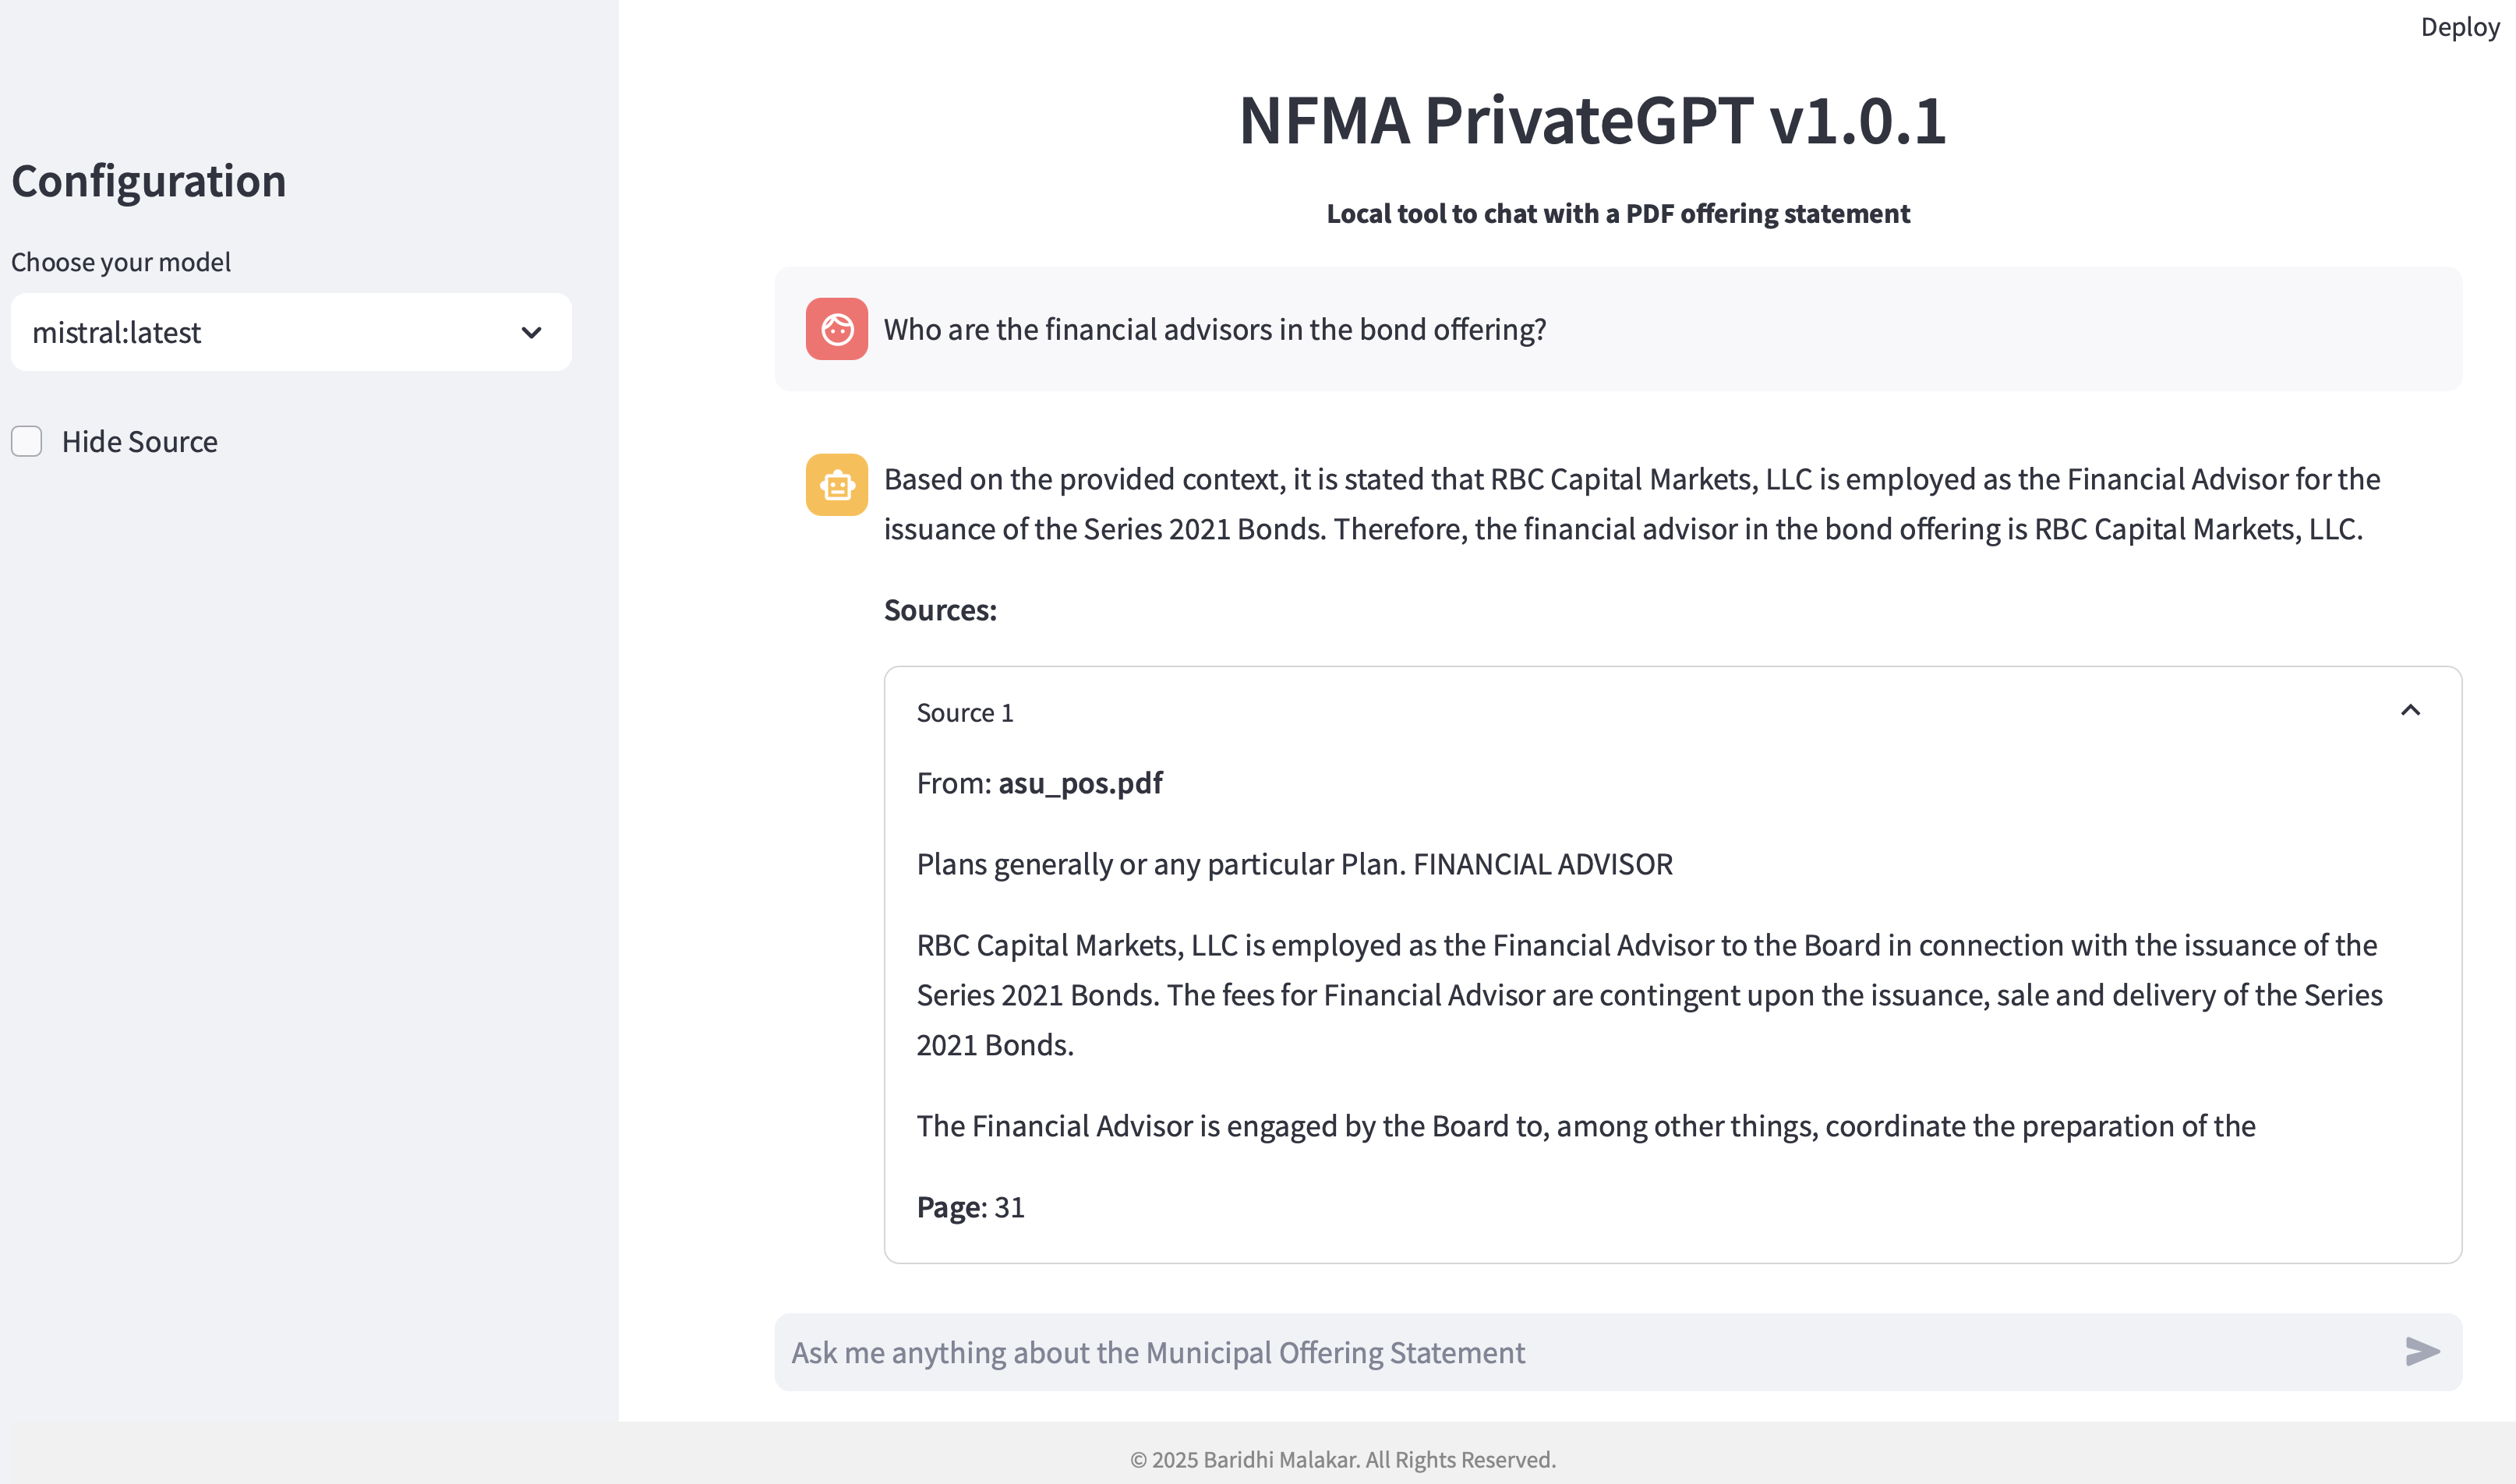 Deploy
NFMA PrivateGPT v1.0.1
Configuration
Local tool to chat with a PDF offering statement
Choose your model
mistral:latest
Hide Source
Who are the financial advisors in the bond offering?
Based on the provided context, it is stated that RBC Capital Markets, LLC is employed as the Financial Advisor for the
issuance of the Series 2021 Bonds. Therefore, the financial advisor in the bond offering is RBC Capital Markets, LLC.
Sources:
Source 1
From: asu_pos.pdf
Plans generally or any particular Plan. FINANCIAL ADVISOR
RBC Capital Markets, LLC is employed as the Financial Advisor to the Board in connection with the issuance of the
Series 2021 Bonds. The fees for Financial Advisor are contingent upon the issuance, sale and delivery of the Series
2021 Bonds.
The Financial Advisor is engaged by the Board to, among other things, coordinate the preparation of the
Page: 31
Ask me anything about the Municipal Offering Statement
© 2025 Baridhi Malakar. All Rights Reserved.